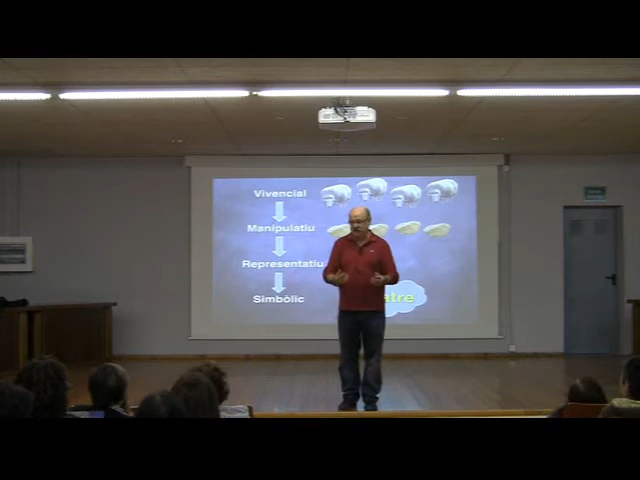 Vivencial
Manipulatiu
Representatiu
Simbòlic
atre